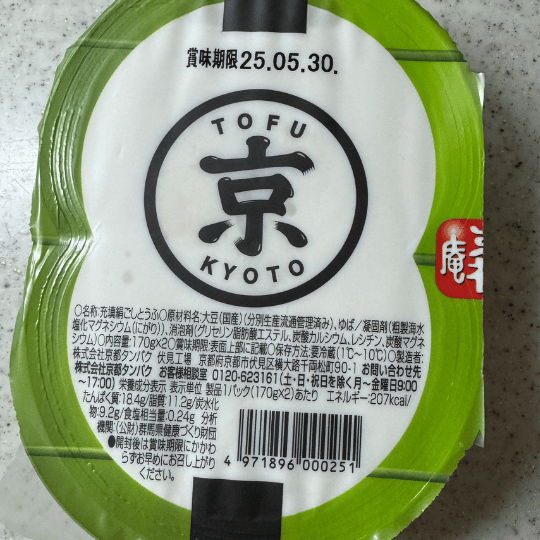 賞味期限25.05.30.
TOFU
京
KYOTO
庵
○名称:充填絹ごしとうふ○原材料名:大豆(国産)(分別生産流通管理済み)、ゆば/凝固剤(粗製海水
塩化マグネシウム(にがり))、消泡剤(グリセリン脂肪酸エステル、炭酸カルシウム、レシチン、炭酸マグネ
シウム)○内容量:170g×2○賞味期限:表面上部に記載○保存方法:要冷蔵(1℃〜10℃)○製造者:
株式会社京都タンパク 伏見工場 京都府京都市伏見区横大路千両松町90-1 お問い合わせ先
株式会社京都タンパク お客様相談室 0120-623161(土・日・祝日を除く月〜金曜日9:00
〜17:00) 栄養成分表示 表示単位 製品1パック(170g×2)あたり エネルギー:207kcal/
たんぱく質:18.4g/脂質:11.2g/炭水化
物:9.2g/食塩相当量:0.24g 分析
機関:(公財)群馬県健康づくり財団
●開封後は賞味期限にかかわ
らずお早めにお召し上がり
ください。
4 971896 000251